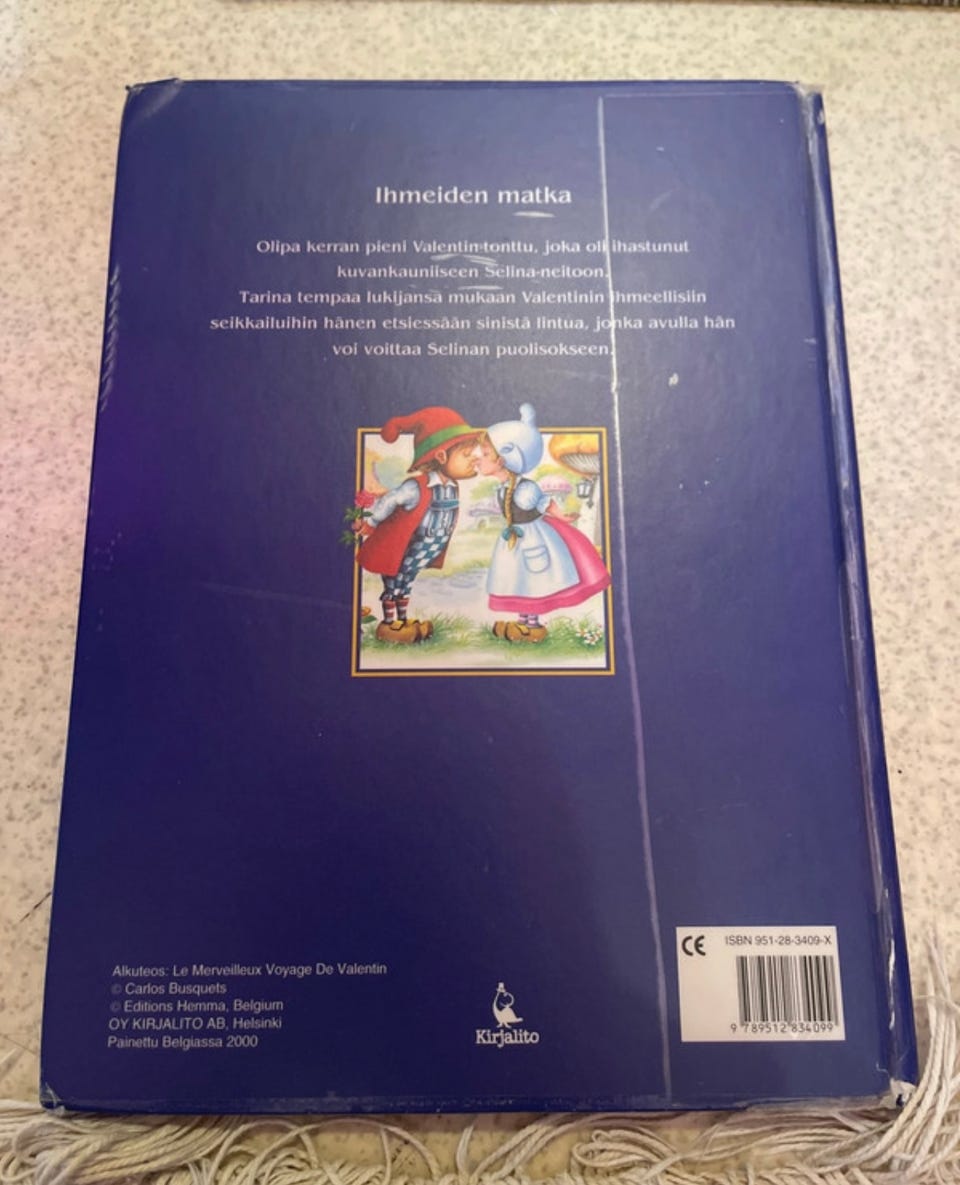 Ihmeiden matka
Olipa kerran pieni Valentin-tonttu, joka oli ihastunut
kuvankauniiseen Selina-neitoon.
Tarina tempaa lukijansa mukaan Valentinin ihmeellisiin
seikkailuihin hänen etsiessään sinistä lintua, jonka avulla hän
voi voittaa Selinan puolisokseen.
Alkuteos: Le Merveilleux Voyage De Valentin
© Carlos Busquets
© Editions Hemma, Belgium
OY KIRJALITO AB, Helsinki
Painettu Belgiassa 2000
Kirjalito
CE ISBN 951-28-3409-X
9 789512 834099